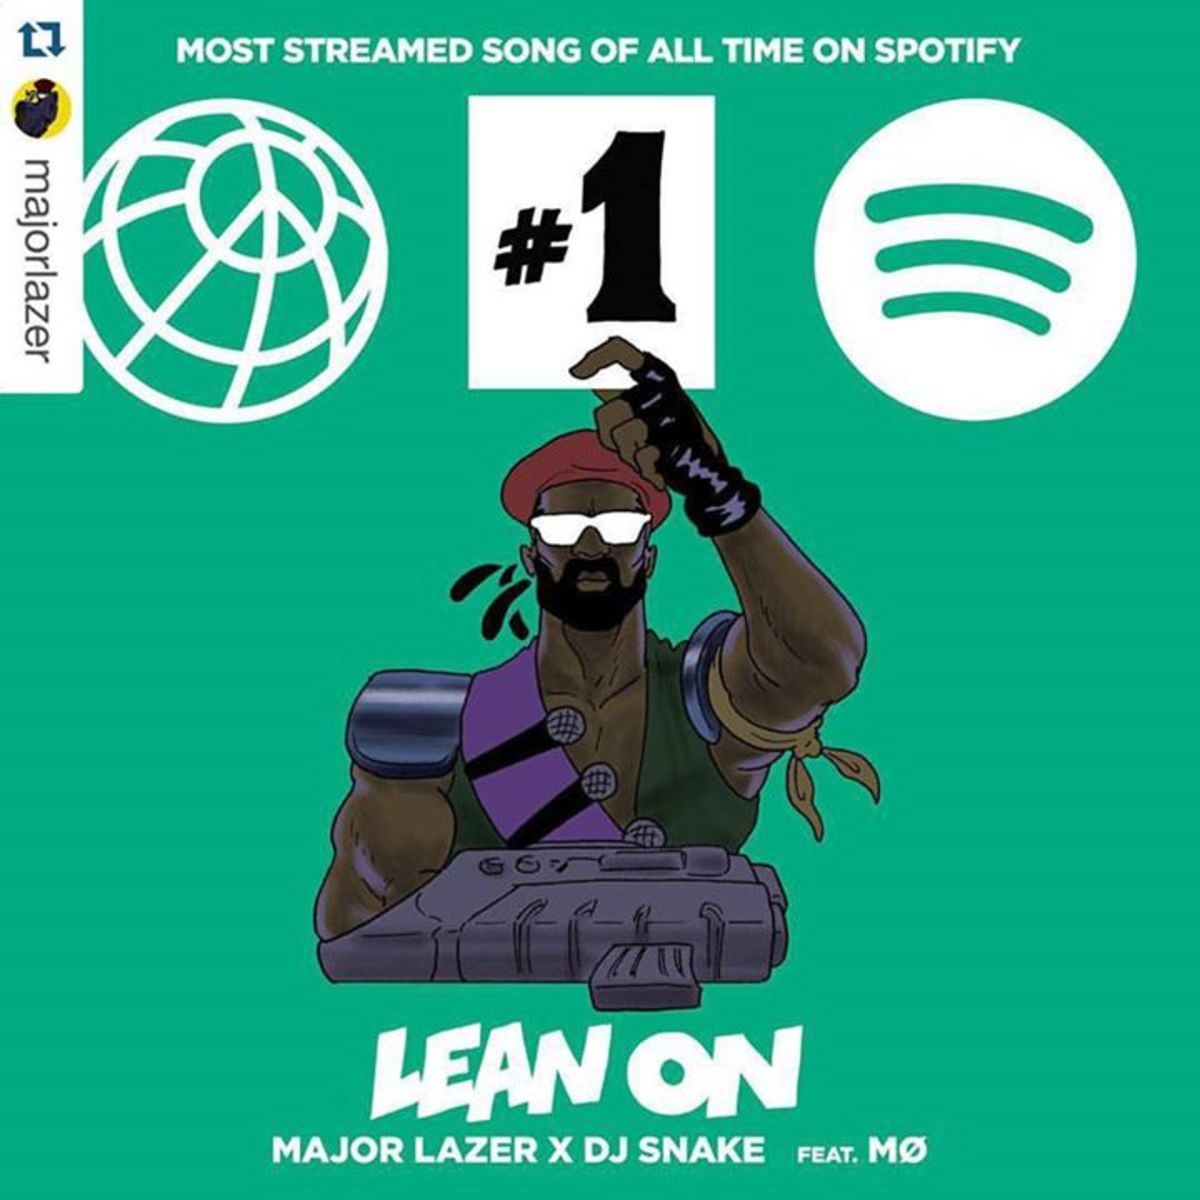 MOST STREAMED SONG OF ALL TIME ON SPOTIFY
majorlazer
#1
LEAN ON
MAJOR LAZER X DJ SNAKE FEAT. MØ